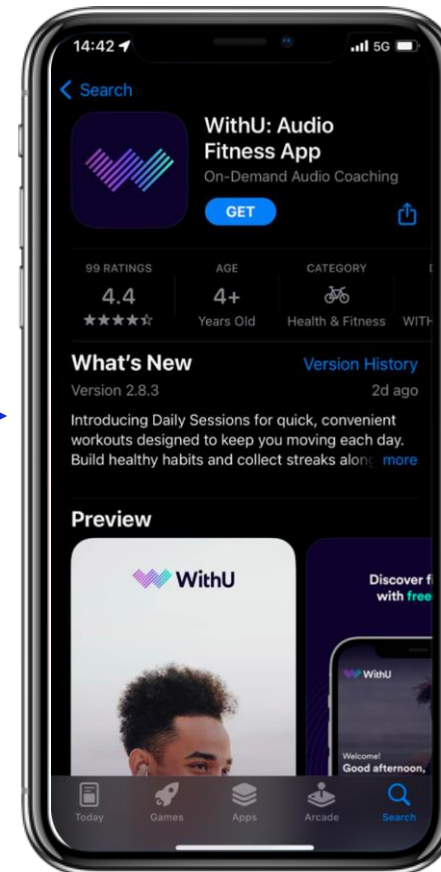 14:42
5G
Search
WithU: Audio
Fitness App
On-Demand Audio Coaching
GET
99 RATINGS
AGE
CATEGORY
4.4
4+
Years Old
Health & Fitness
WITH
What's New
Version History
Version 2.8.3
2d ago
Introducing Daily Sessions for quick, convenient
workouts designed to keep you moving each day.
Build healthy habits and collect streaks along more
Preview
WithU
Discover
with free
WithU
Welcome!
Good afternoon,
Today
Games
Apps
Arcade
Search